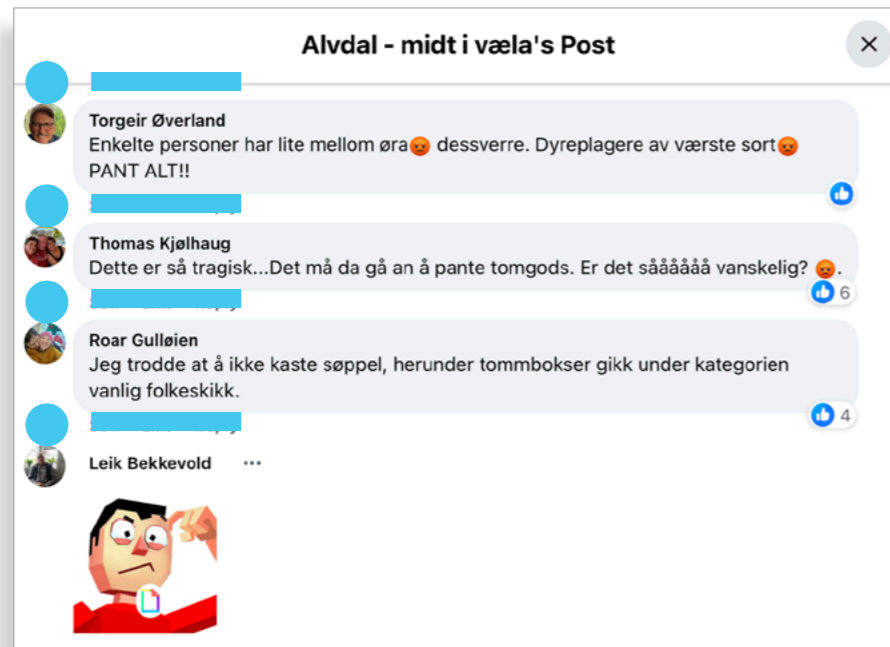 Alvdal - midt i væla's Post
Torgeir Øverland
Enkelte personer har lite mellom øra😡 dessverre. Dyreplagere av værste sort😡
PANT ALT!!
Thomas Kjølhaug
Dette er så tragisk...Det må da gå an å pante tomgods. Er det såååååå vanskelig? 😡.
6
Roar Gulløien
Jeg trodde at å ikke kaste søppel, herunder tommbokser gikk under kategorien
vanlig folkeskikk.
4
Leik Bekkevold